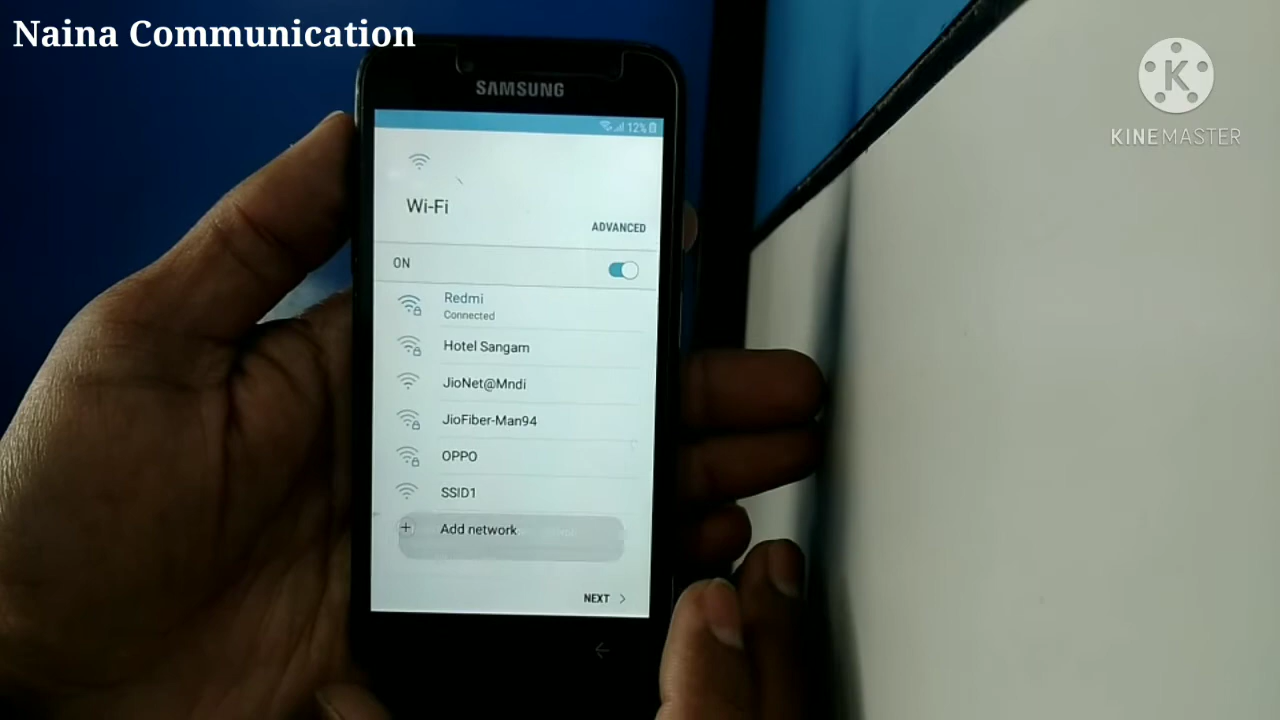 Naina Communication
K
KINEMASTER
SAMSUNG
12%
Wi-Fi
ADVANCED
ON
Redmi
Connected
Hotel Sangam
JioNet@Mndi
JioFiber-Man94
OPPO
SSID1
Add network
NEXT